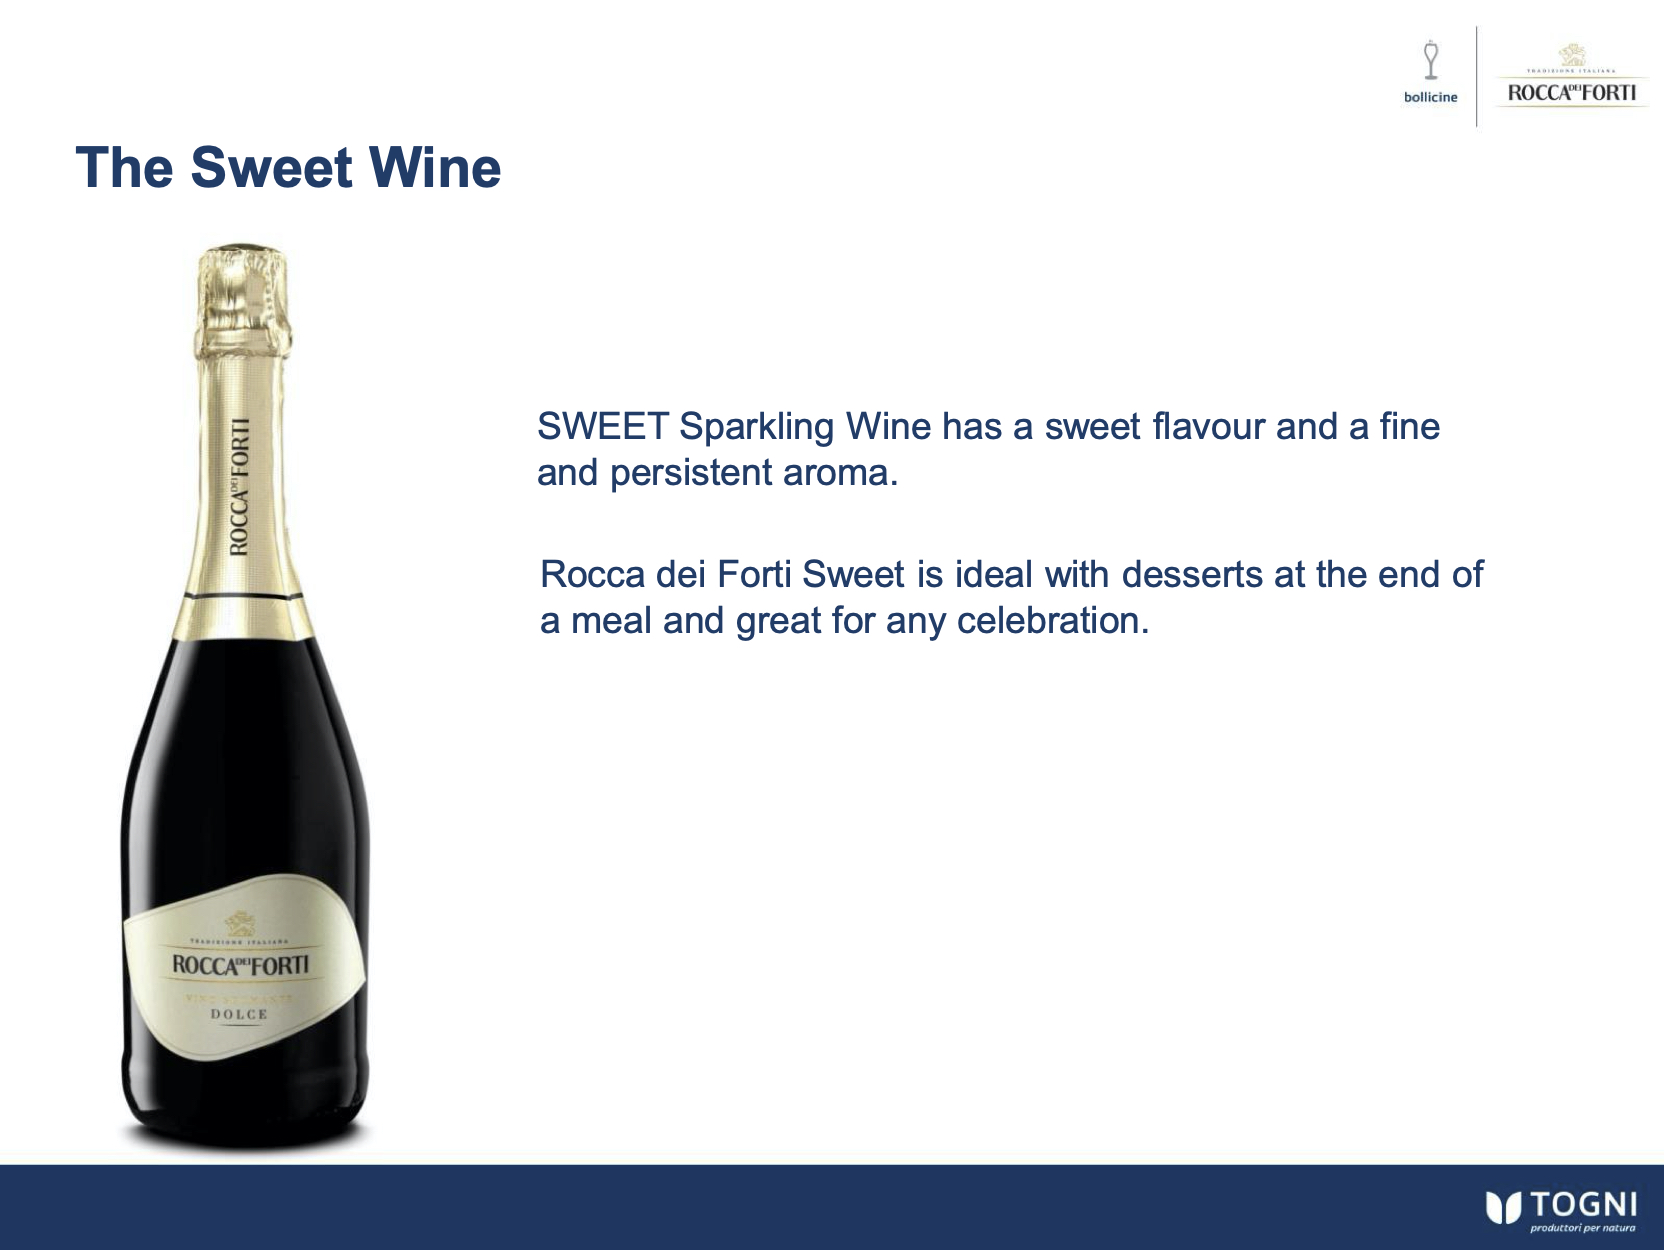 bollicine
TRADIZIONE ITALIANA
ROCCA DEI FORTI
The Sweet Wine
ROCCA DEI FORTI
SWEET Sparkling Wine has a sweet flavour and a fine
and persistent aroma.
Rocca dei Forti Sweet is ideal with desserts at the end of
a meal and great for any celebration.
TRADIZIONE ITALIANA
ROCCA DEI FORTI
VINO SPUMANTE
DOLCE
TOGNI
produttori per natura